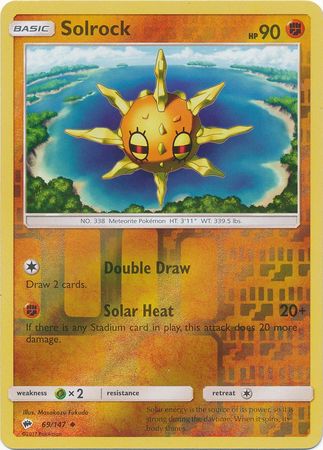 BASIC Solrock HP 90
NO. 338 Meteorite Pokémon HT. 3'11" WT. 339.5 lbs.
Double Draw
Draw 2 cards.
Solar Heat 20+
If there is any Stadium card in play, this attack does 20 more
damage.
weakness × 2 resistance retreat
Illus. Masakazu Fukuda
69/147
©2017 Pokémon
Solar energy is the source of its power, so it is
strong during the daytime. When it spins, its
body shines.